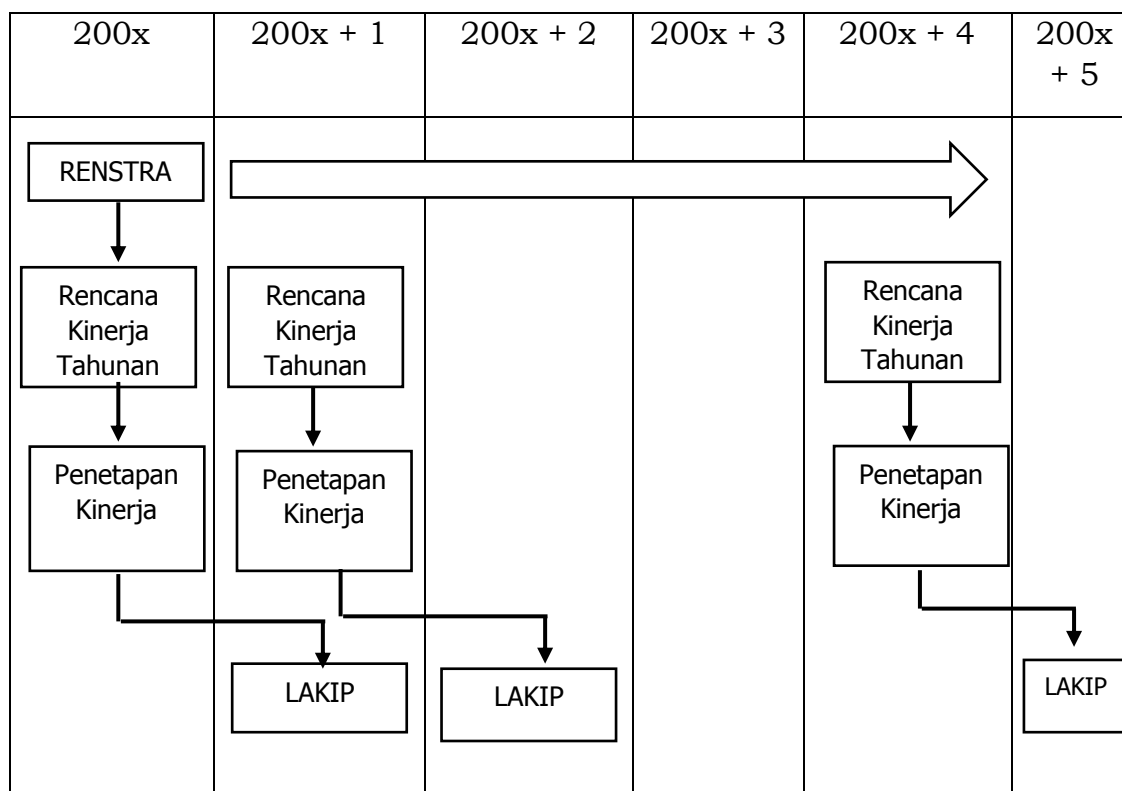 200x
200x + 1
200x + 2
200x + 3
200x + 4
200x
+ 5
RENSTRA
Rencana
Kinerja
Tahunan
Rencana
Kinerja
Tahunan
Rencana
Kinerja
Tahunan
Penetapan
Kinerja
Penetapan
Kinerja
Penetapan
Kinerja
LAKIP
LAKIP
LAKIP